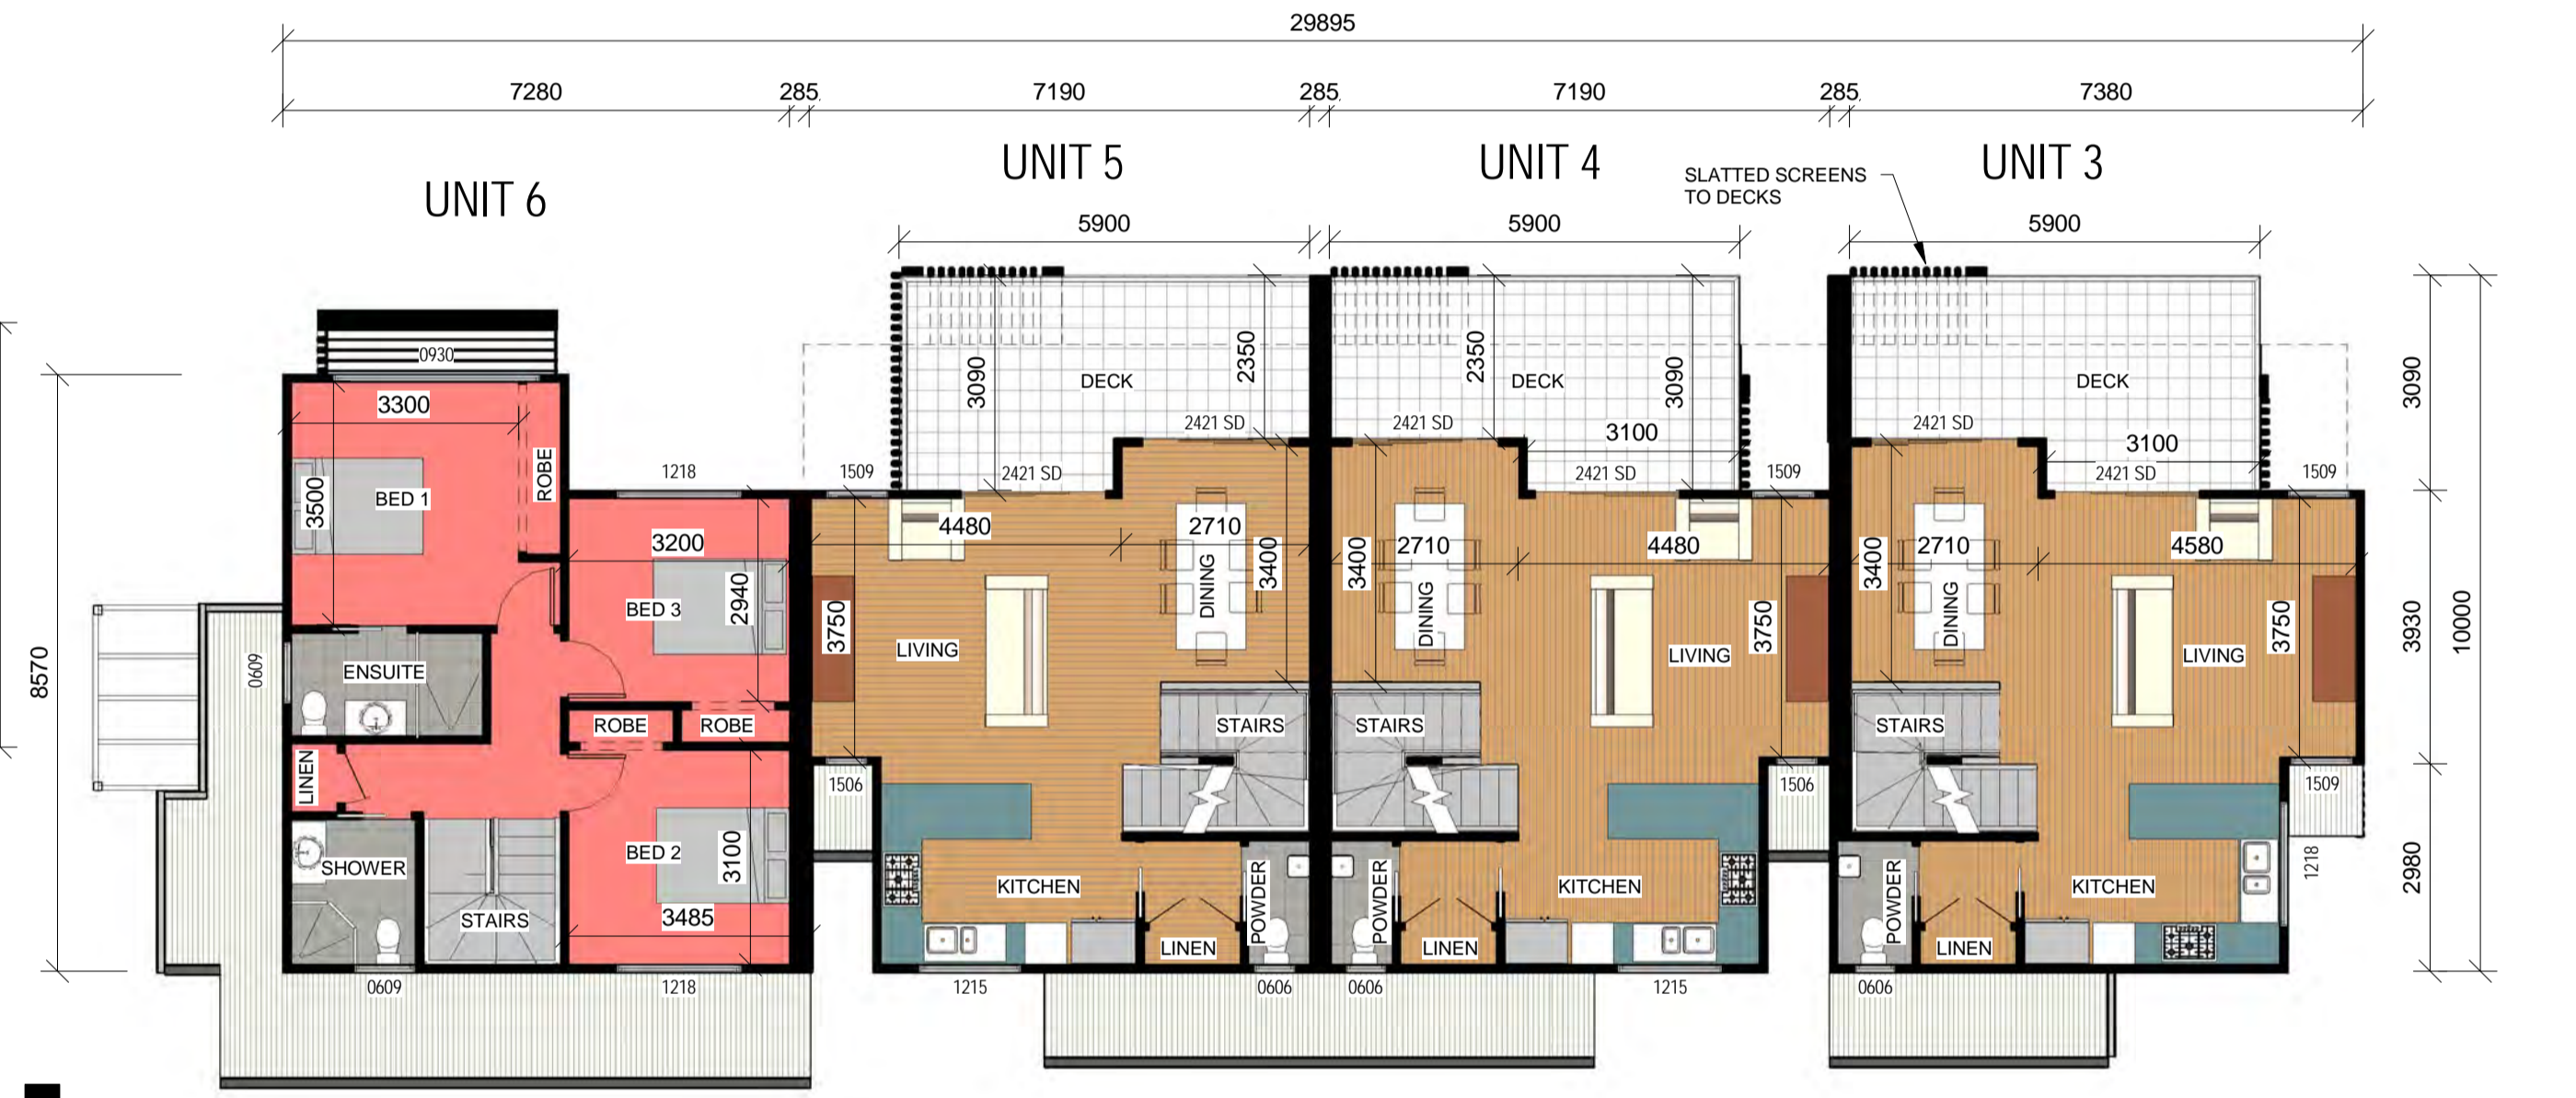 29895
7280
285
7190
285
7190
285
7380
UNIT 6
UNIT 5
UNIT 4
UNIT 3
SLATTED SCREENS
TO DECKS
5900
5900
5900
0930
3300
3500
BED 1
ROBE
1218
3200
BED 3
2940
ENSUITE
0609
8570
ROBE
ROBE
LINEN
SHOWER
STAIRS
BED 2
3100
3485
0609
1218
3090
DECK
2350
2421 SD
2421 SD
1509
4480
2710
DINING
3400
3750
LIVING
STAIRS
1506
KITCHEN
LINEN
POWDER
1215
0606
2350
DECK
3090
2421 SD
3100
2421 SD
1509
3400
2710
DINING
4480
3750
LIVING
STAIRS
1506
POWDER
LINEN
KITCHEN
0606
1215
DECK
2421 SD
3100
2421 SD
1509
3400
2710
DINING
4580
3750
LIVING
STAIRS
1509
POWDER
LINEN
KITCHEN
1218
0606
3090
3930
10000
2980